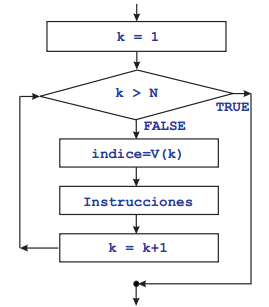 k = 1
k > N
TRUE
FALSE
indice=V(k)
Instrucciones
k = k+1